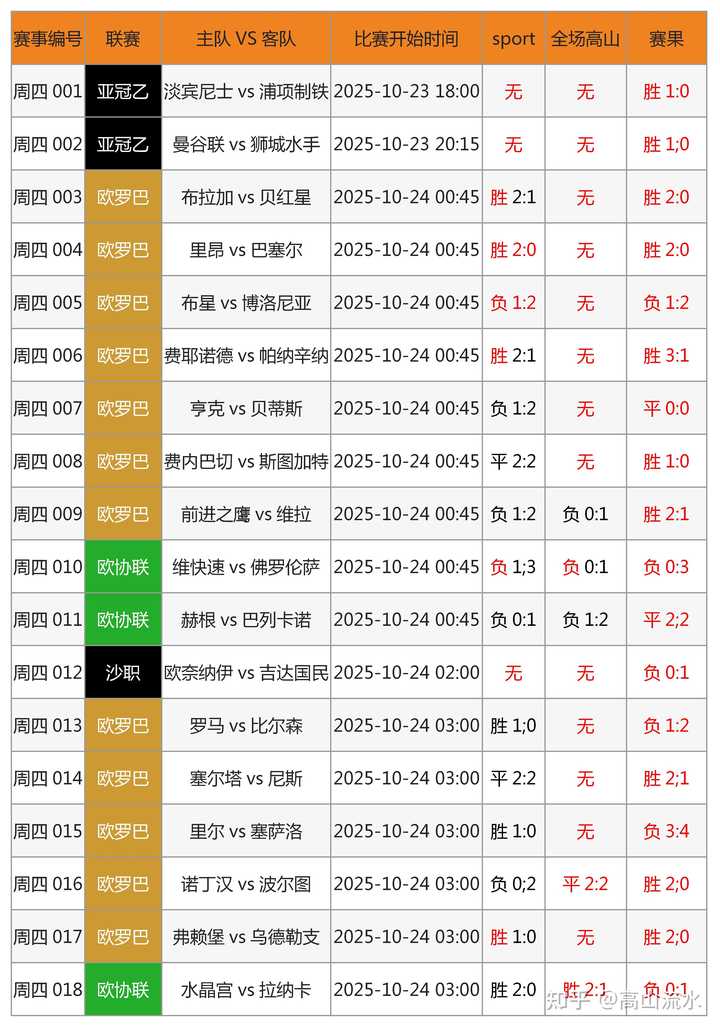 赛事编号 联赛 主队 VS 客队 比赛开始时间 sport 全场高山 赛果
周四 001 亚冠乙 淡宾尼士 vs 浦项制铁 2025-10-23 18:00 无 无 胜 1:0
周四 002 亚冠乙 曼谷联 vs 狮城水手 2025-10-23 20:15 无 无 胜 1;0
周四 003 欧罗巴 布拉加 vs 贝红星 2025-10-24 00:45 胜 2:1 无 胜 2:0
周四 004 欧罗巴 里昂 vs 巴塞尔 2025-10-24 00:45 胜 2:0 无 胜 2:0
周四 005 欧罗巴 布星 vs 博洛尼亚 2025-10-24 00:45 负 1:2 无 负 1:2
周四 006 欧罗巴 费耶诺德 vs 帕纳辛纳 2025-10-24 00:45 胜 2:1 无 胜 3:1
周四 007 欧罗巴 亨克 vs 贝蒂斯 2025-10-24 00:45 负 1:2 无 平 0:0
周四 008 欧罗巴 费内巴切 vs 斯图加特 2025-10-24 00:45 平 2:2 无 胜 1:0
周四 009 欧罗巴 前进之鹰 vs 维拉 2025-10-24 00:45 负 1:2 负 0:1 胜 2:1
周四 010 欧协联 维快速 vs 佛罗伦萨 2025-10-24 00:45 负 1;3 负 0:1 负 0:3
周四 011 欧协联 赫根 vs 巴列卡诺 2025-10-24 00:45 负 0:1 负 1:2 平 2;2
周四 012 沙职 欧奈纳伊 vs 吉达国民 2025-10-24 02:00 无 无 负 0:1
周四 013 欧罗巴 罗马 vs 比尔森 2025-10-24 03:00 胜 1;0 无 负 1:2
周四 014 欧罗巴 塞尔塔 vs 尼斯 2025-10-24 03:00 平 2:2 无 胜 2;1
周四 015 欧罗巴 里尔 vs 塞萨洛 2025-10-24 03:00 胜 1:0 无 负 3:4
周四 016 欧罗巴 诺丁汉 vs 波尔图 2025-10-24 03:00 负 0;2 平 2:2 胜 2;0
周四 017 欧罗巴 弗赖堡 vs 乌德勒支 2025-10-24 03:00 胜 1:0 无 胜 2;0
周四 018 欧协联 水晶宫 vs 拉纳卡 2025-10-24 03:00 胜 2:0 胜 2:1 负 0:1
知乎 @高山流水